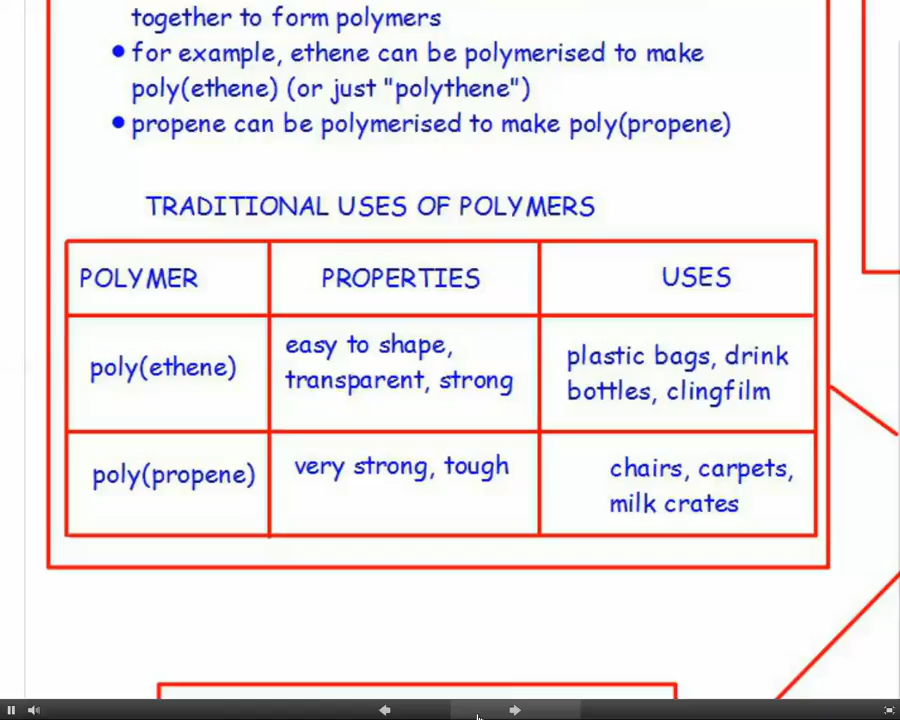 together to form polymers
• for example, ethene can be polymerised to make
poly(ethene) (or just "polythene")
• propene can be polymerised to make poly(propene)
TRADITIONAL USES OF POLYMERS
POLYMER PROPERTIES USES
poly(ethene)
easy to shape,
transparent, strong
plastic bags, drink
bottles, clingfilm
poly(propene)
very strong, tough
chairs, carpets,
milk crates